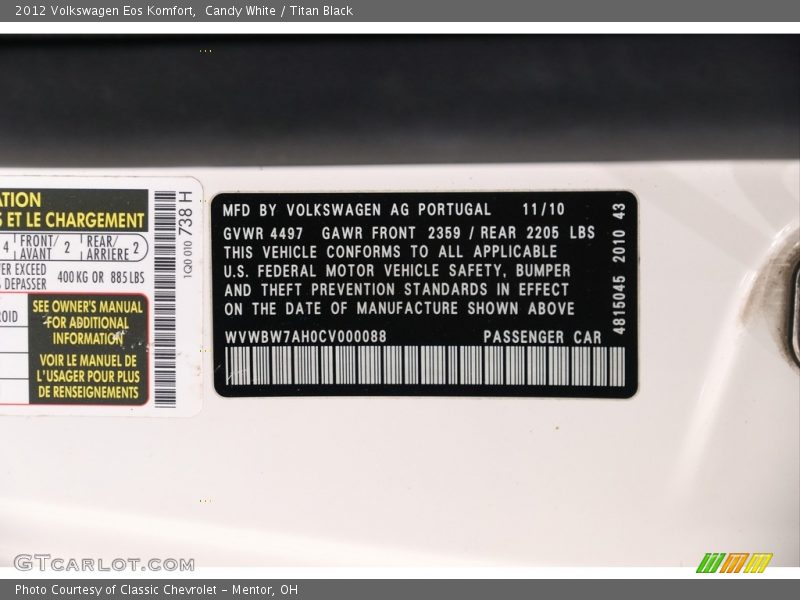 2012 Volkswagen Eos Komfort,  Candy White / Titan Black
ATION
S ET LE CHARGEMENT
4 FRONT/AVANT 2 REAR/ARRIERE 2
VER EXCEED
DEPASSER 400 KG OR 885 LBS
ROID
SEE OWNER'S MANUAL
FOR ADDITIONAL
INFORMATION
VOIR LE MANUEL DE
L'USAGER POUR PLUS
DE RENSEIGNEMENTS
1Q0 010 738 H
MFD BY VOLKSWAGEN AG PORTUGAL 11/10
GVWR 4497 GAWR FRONT 2359 / REAR 2205 LBS
THIS VEHICLE CONFORMS TO ALL APPLICABLE
U.S. FEDERAL MOTOR VEHICLE SAFETY, BUMPER
AND THEFT PREVENTION STANDARDS IN EFFECT
ON THE DATE OF MANUFACTURE SHOWN ABOVE
WVWBW7AH0CV000088 PASSENGER CAR
4815045 2010 43
GTCARLOT.COM
Photo Courtesy of Classic Chevrolet - Mentor, OH